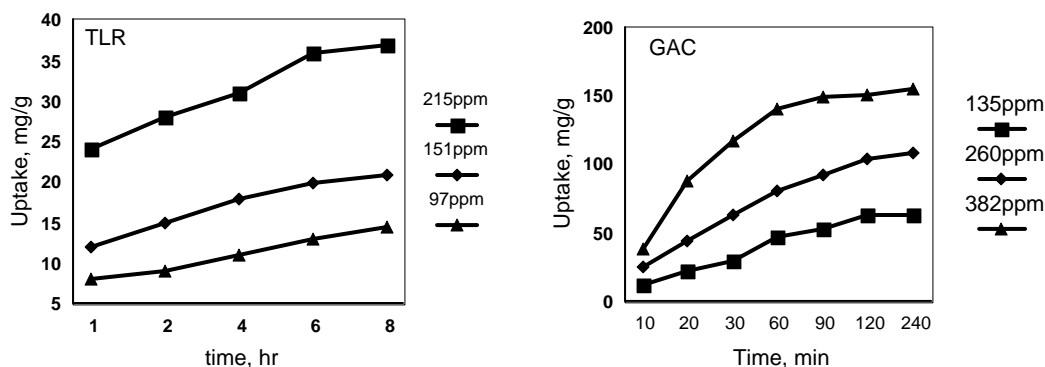 TLR
40
35
30
25
20
15
10
5
Uptake, mg/g
1 2 4 6 8
time, hr
215ppm
151ppm
97ppm
GAC
200
150
100
50
0
Uptake, mg/g
10 20 30 60 90 120 240
Time, min
135ppm
260ppm
382ppm